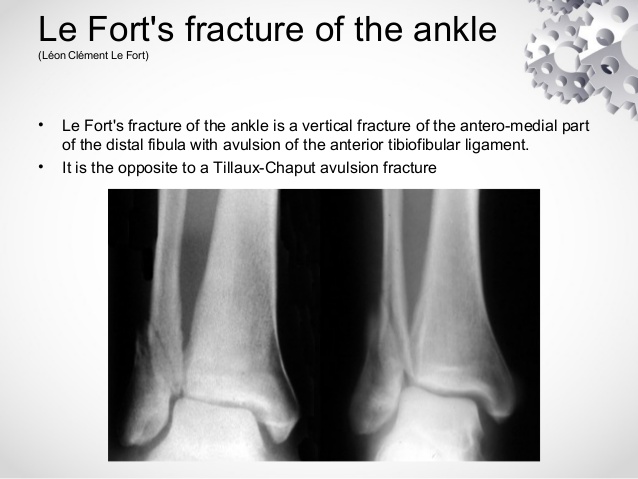 Le Fort's fracture of the ankle
(Léon Clément Le Fort)
• Le Fort's fracture of the ankle is a vertical fracture of the antero-medial part
of the distal fibula with avulsion of the anterior tibiofibular ligament.
• It is the opposite to a Tillaux-Chaput avulsion fracture